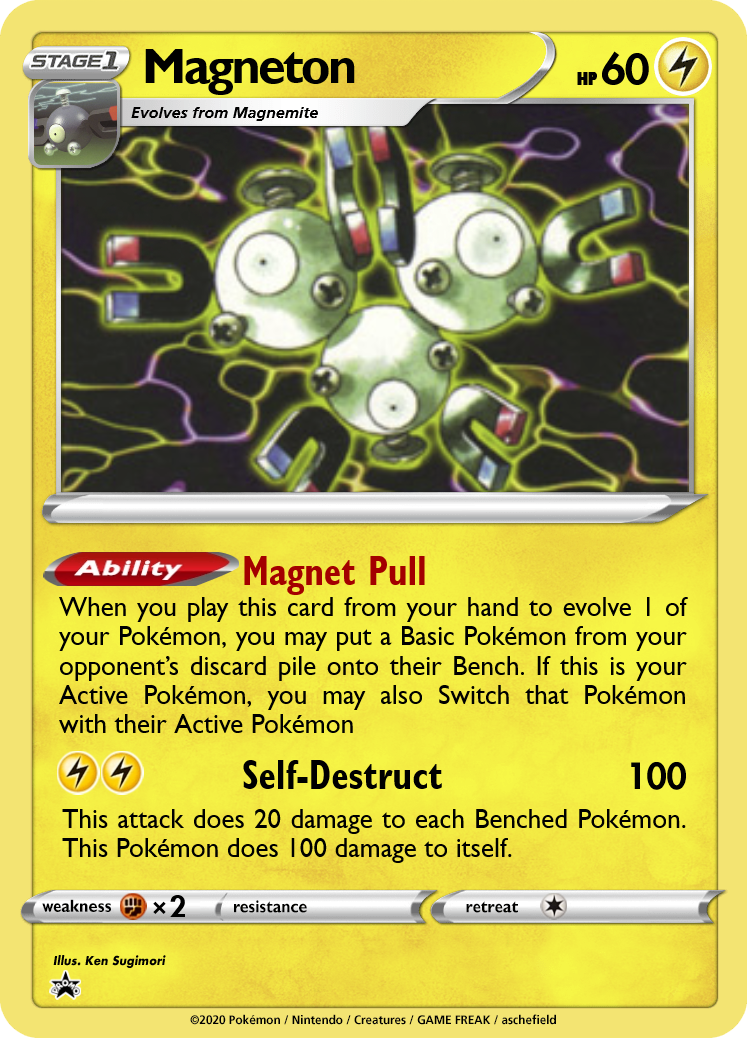 STAGE1
Magneton
HP 60
Evolves from Magnemite
Ability
Magnet Pull
When you play this card from your hand to evolve 1 of
your Pokémon, you may put a Basic Pokémon from your
opponent's discard pile onto their Bench. If this is your
Active Pokémon, you may also Switch that Pokémon
with their Active Pokémon
Self-Destruct 100
This attack does 20 damage to each Benched Pokémon.
This Pokémon does 100 damage to itself.
weakness ×2 resistance retreat
Illus. Ken Sugimori
PROMO
©2020 Pokémon / Nintendo / Creatures / GAME FREAK / aschefield